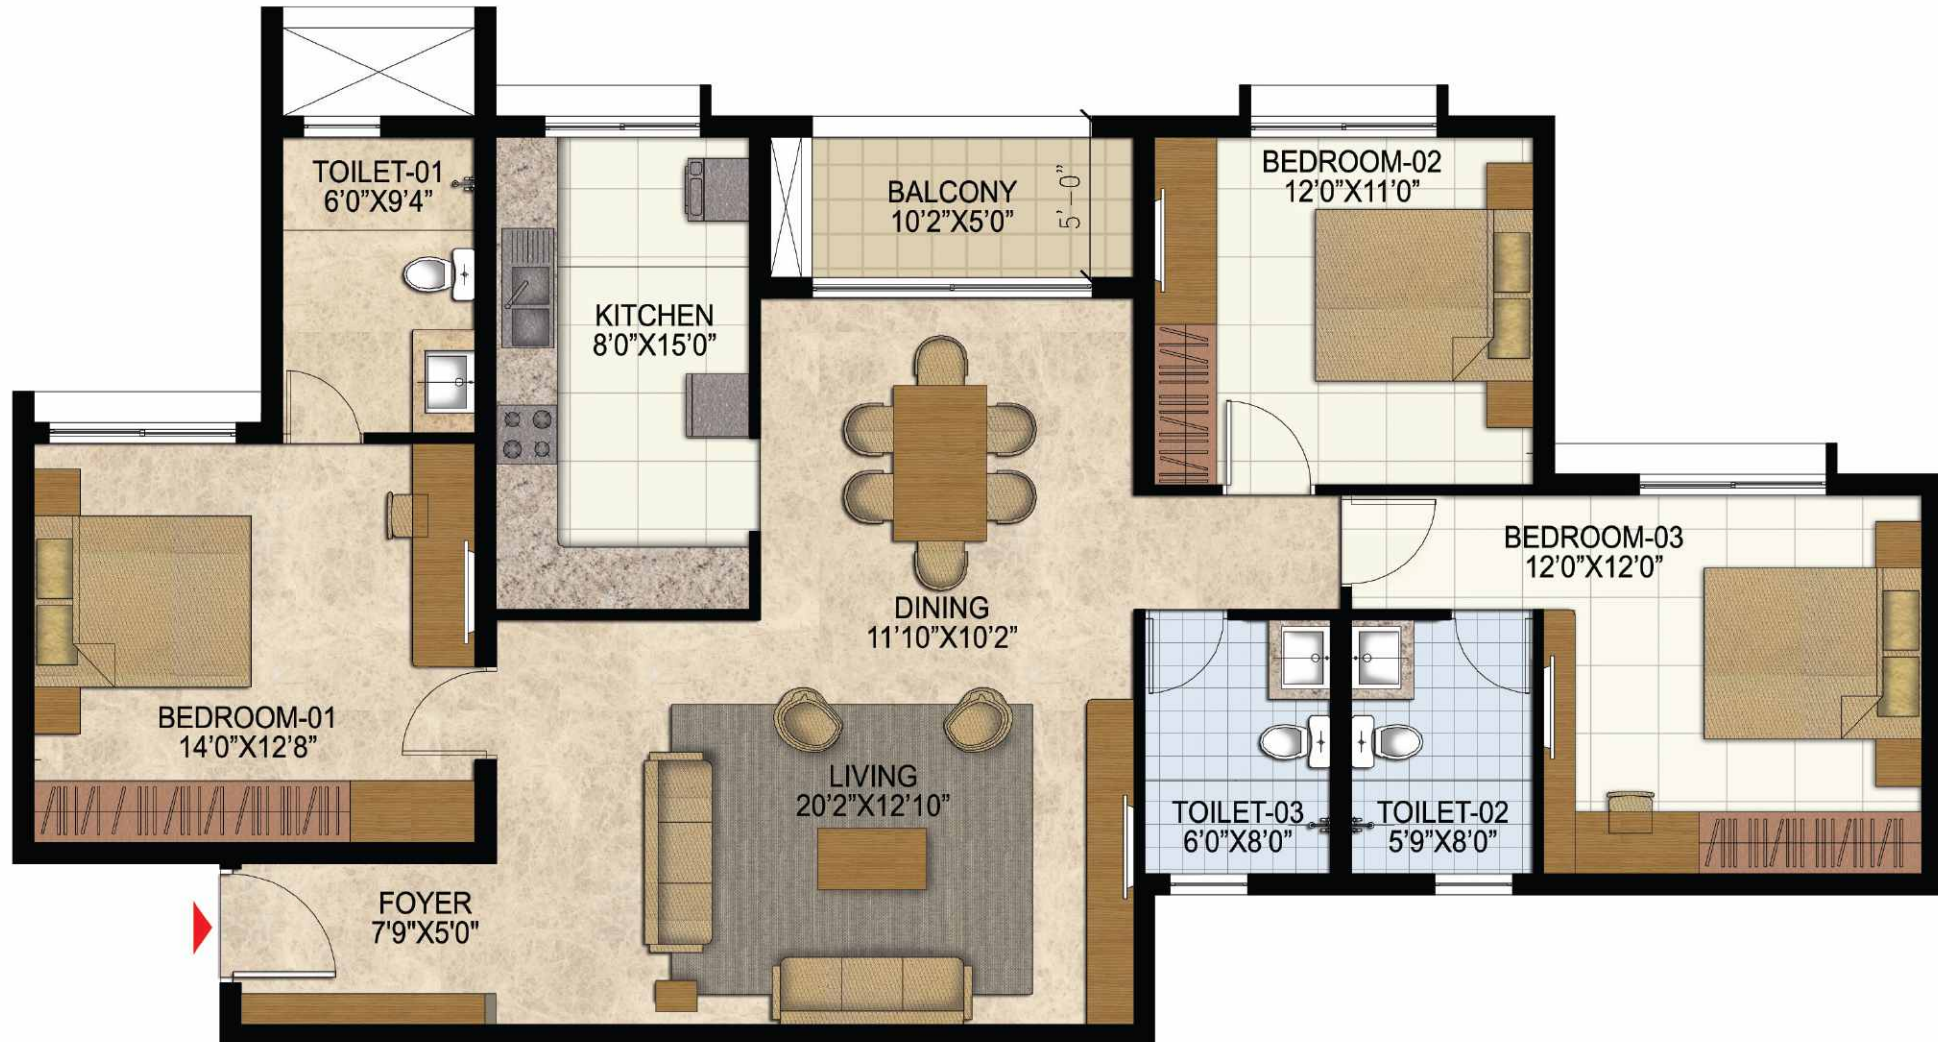 TOILET-01
6'0"X9'4"
BALCONY
10'2"X5'0"
5'-0"
BEDROOM-02
12'0"X11'0"
KITCHEN
8'0"X15'0"
BEDROOM-03
12'0"X12'0"
DINING
11'10"X10'2"
BEDROOM-01
14'0"X12'8"
LIVING
20'2"X12'10"
TOILET-03
6'0"X8'0"
TOILET-02
5'9"X8'0"
FOYER
7'9"X5'0"